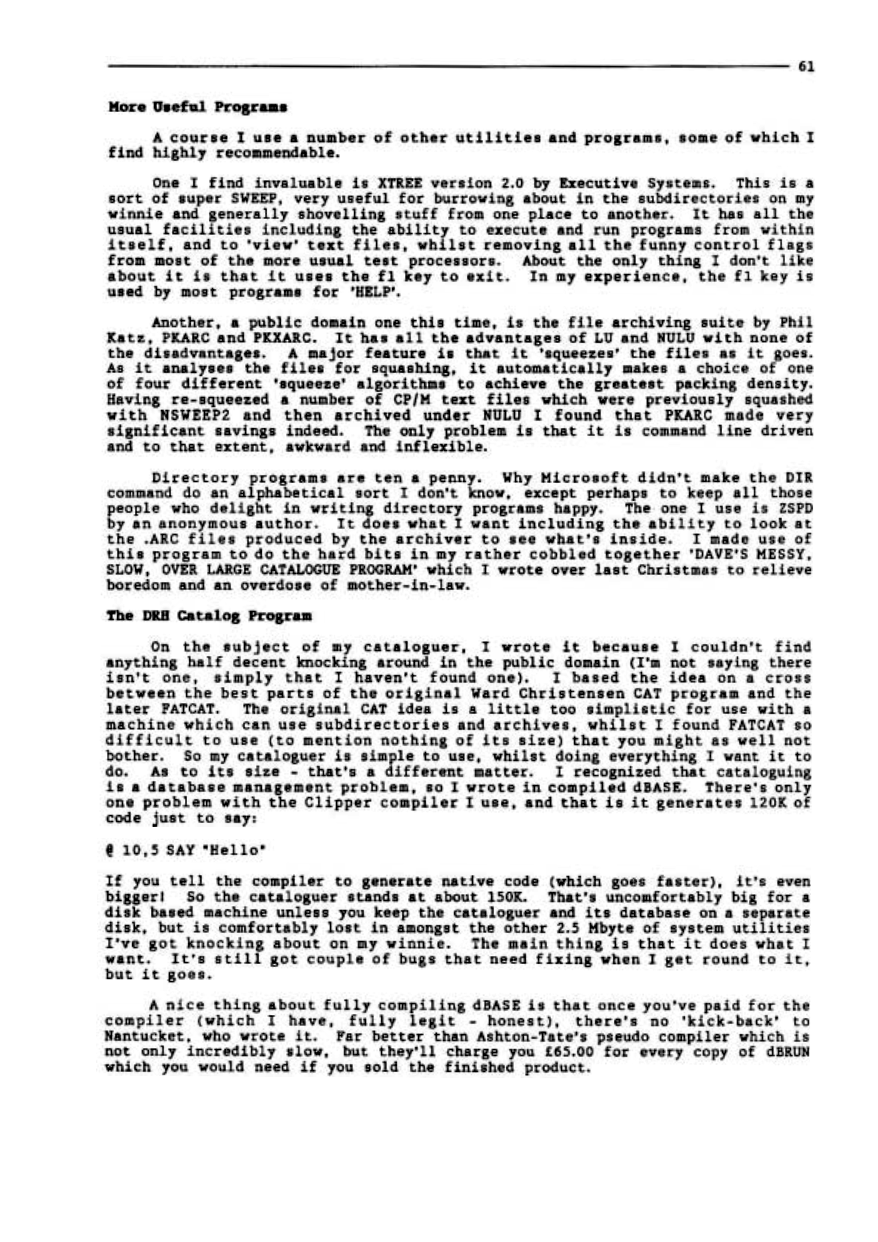 61
More Useful Programs
A course I use a number of other utilities and programs, some of which I
find highly recommendable.
One I find invaluable is XTREE version 2.0 by Executive Systems. This is a
sort of super SWEEP, very useful for burrowing about in the subdirectories on my
winnie and generally shovelling stuff from one place to another. It has all the
usual facilities including the ability to execute and run programs from within
itself, and to 'view' text files, whilst removing all the funny control flags
from most of the more usual test processors. About the only thing I don't like
about it is that it uses the f1 key to exit. In my experience, the f1 key is
used by most programs for 'HELP'.
Another, a public domain one this time, is the file archiving suite by Phil
Katz, PKARC and PKXARC. It has all the advantages of LU and NULU with none of
the disadvantages. A major feature is that it 'squeezes' the files as it goes.
As it analyses the files for squashing, it automatically makes a choice of one
of four different 'squeeze' algorithms to achieve the greatest packing density.
Having re-squeezed a number of CP/M text files which were previously squashed
with NSWEEP2 and then archived under NULU I found that PKARC made very
significant savings indeed. The only problem is that it is command line driven
and to that extent, awkward and inflexible.
Directory programs are ten a penny. Why Microsoft didn't make the DIR
command do an alphabetical sort I don't know, except perhaps to keep all those
people who delight in writing directory programs happy. The one I use is ZSPD
by an anonymous author. It does what I want including the ability to look at
the .ARC files produced by the archiver to see what's inside. I made use of
this program to do the hard bits in my rather cobbled together 'DAVE'S MESSY,
SLOW, OVER LARGE CATALOGUE PROGRAM' which I wrote over last Christmas to relieve
boredom and an overdose of mother-in-law.
The DRH Catalog Program
On the subject of my cataloguer, I wrote it because I couldn't find
anything half decent knocking around in the public domain (I'm not saying there
isn't one, simply that I haven't found one). I based the idea on a cross
between the best parts of the original Ward Christensen CAT program and the
later FATCAT. The original CAT idea is a little too simplistic for use with a
machine which can use subdirectories and archives, whilst I found FATCAT so
difficult to use (to mention nothing of its size) that you might as well not
bother. So my cataloguer is simple to use, whilst doing everything I want it to
do. As to its size - that's a different matter. I recognized that cataloguing
is a database management problem, so I wrote in compiled dBASE. There's only
one problem with the Clipper compiler I use, and that is it generates 120K of
code just to say:
@ 10,5 SAY "Hello"
If you tell the compiler to generate native code (which goes faster), it's even
bigger! So the cataloguer stands at about 150K. That's uncomfortably big for a
disk based machine unless you keep the cataloguer and its database on a separate
disk, but is comfortably lost in amongst the other 2.5 Mbyte of system utilities
I've got knocking about on my winnie. The main thing is that it does what I
want. It's still got couple of bugs that need fixing when I get round to it,
but it goes.
A nice thing about fully compiling dBASE is that once you've paid for the
compiler (which I have, fully legit - honest), there's no 'kick-back' to
Nantucket, who wrote it. Far better than Ashton-Tate's pseudo compiler which is
not only incredibly slow, but they'll charge you £65.00 for every copy of dBRUN
which you would need if you sold the finished product.